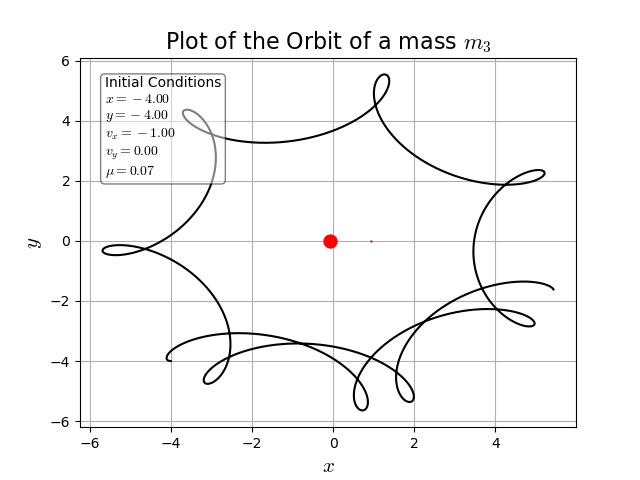 Plot of the Orbit of a mass m₃
6
4
2
0
−2
−4
−6
y
Initial Conditions
x = −4.00
y = −4.00
vₓ = −1.00
v_y = 0.00
μ = 0.07
−6
−4
−2
0
2
4
x